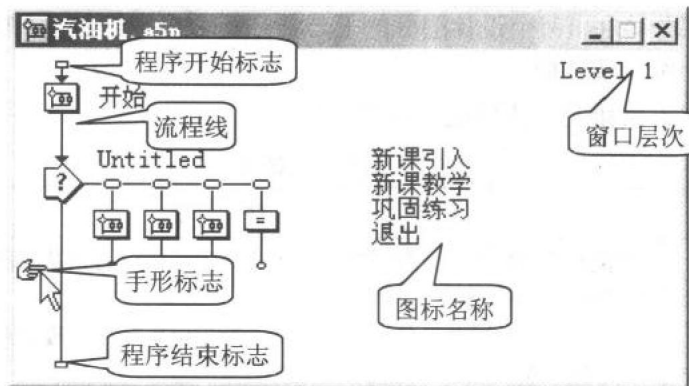 汽油机.a5p
程序开始标志
Level 1
开始
窗口层次
流程线
Untitled
?
新课引入
新课教学
巩固练习
退出
=
手形标志
图标名称
程序结束标志